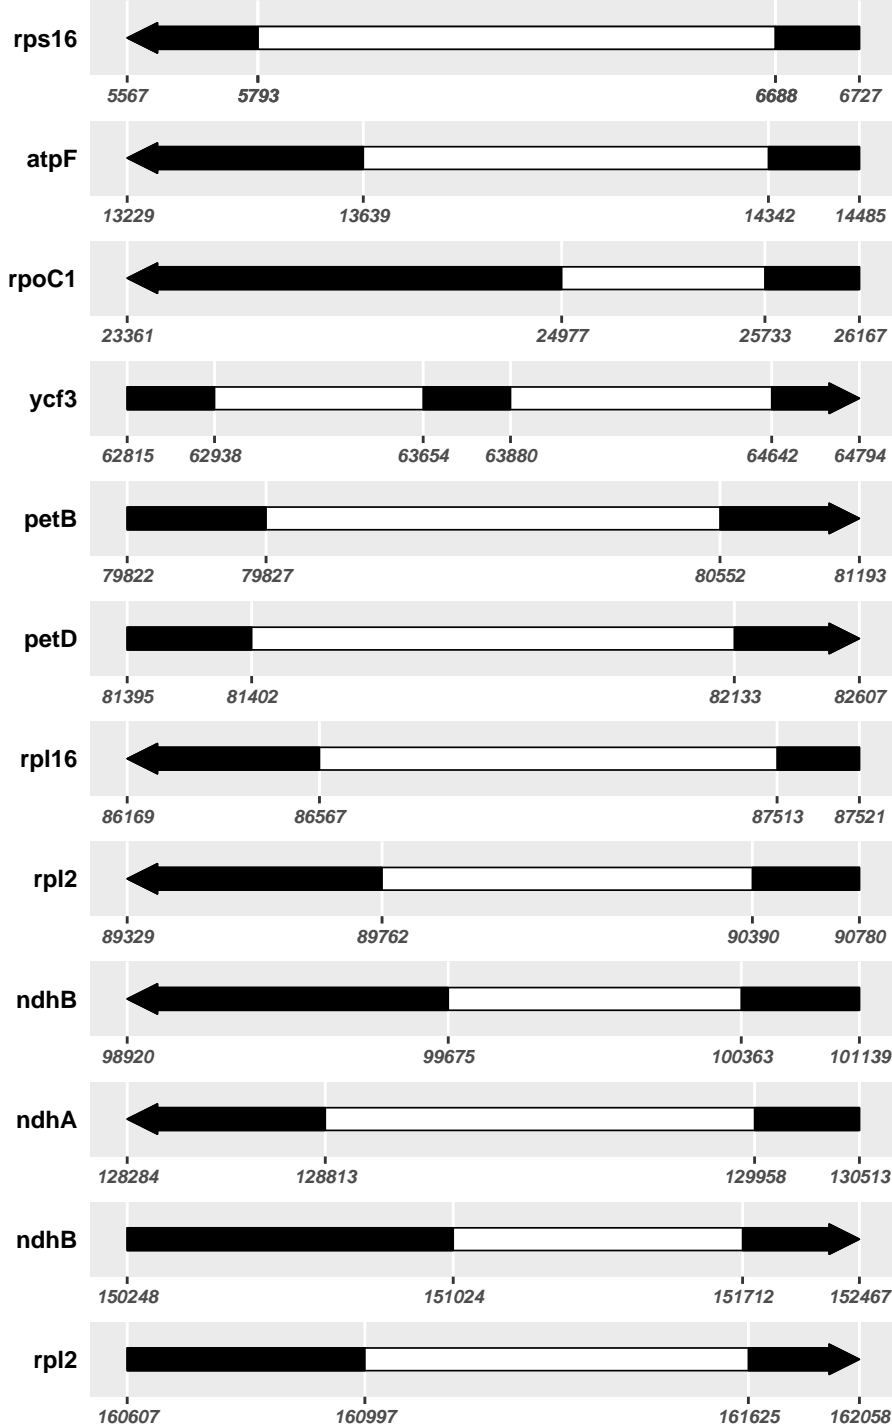 rps16
5567 5793 6688 6727
atpF
13229 13639 14342 14485
rpoC1
23361 24977 25733 26167
ycf3
62815 62938 63654 63880 64642 64794
petB
79822 79827 80552 81193
petD
81395 81402 82133 82607
rpl16
86169 86567 87513 87521
rpl2
89329 89762 90390 90780
ndhB
98920 99675 100363 101139
ndhA
128284 128813 129958 130513
ndhB
150248 151024 151712 152467
rpl2
160607 160997 161625 162058